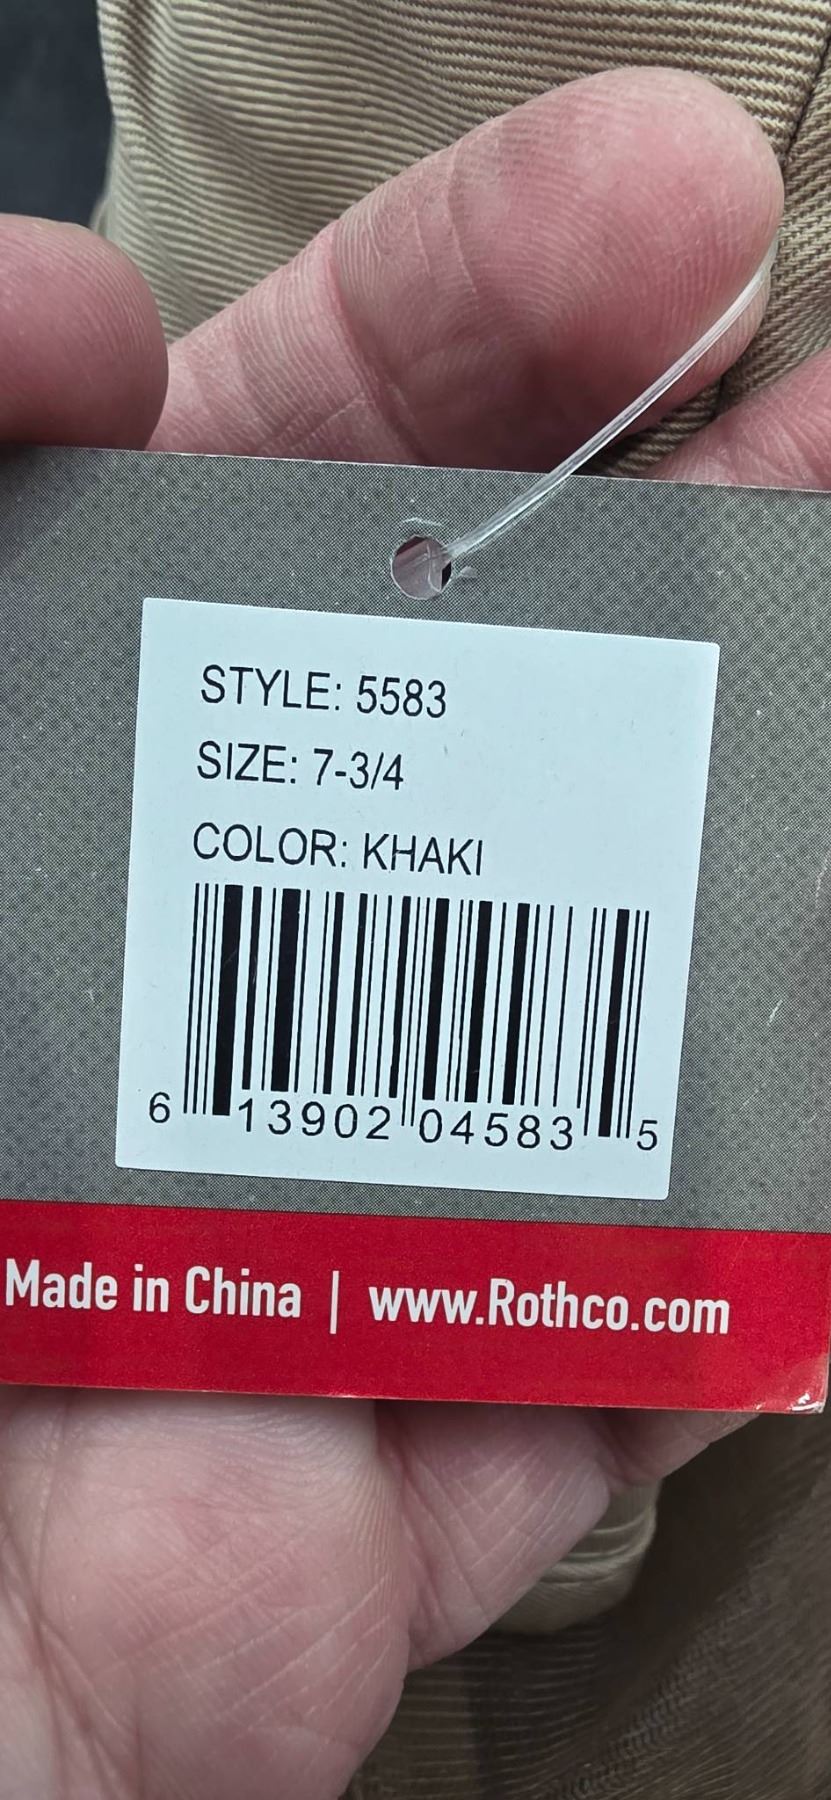 STYLE: 5583
SIZE: 7-3/4
COLOR: KHAKI
6 13902 04583 5
Made in China | www.Rothco.com